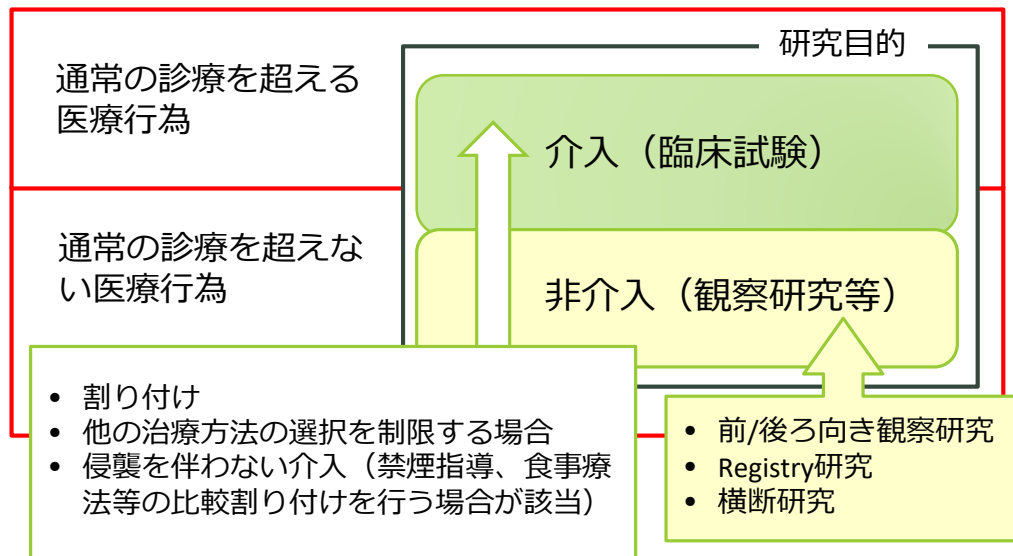 研究目的
通常の診療を超える
医療行為
介入（臨床試験）
通常の診療を超えな
い医療行為
非介入（観察研究等）
• 割り付け
• 他の治療方法の選択を制限する場合
• 侵襲を伴わない介入（禁煙指導、食事療
法等の比較割り付けを行う場合が該当）
• 前/後ろ向き観察研究
• Registry研究
• 横断研究